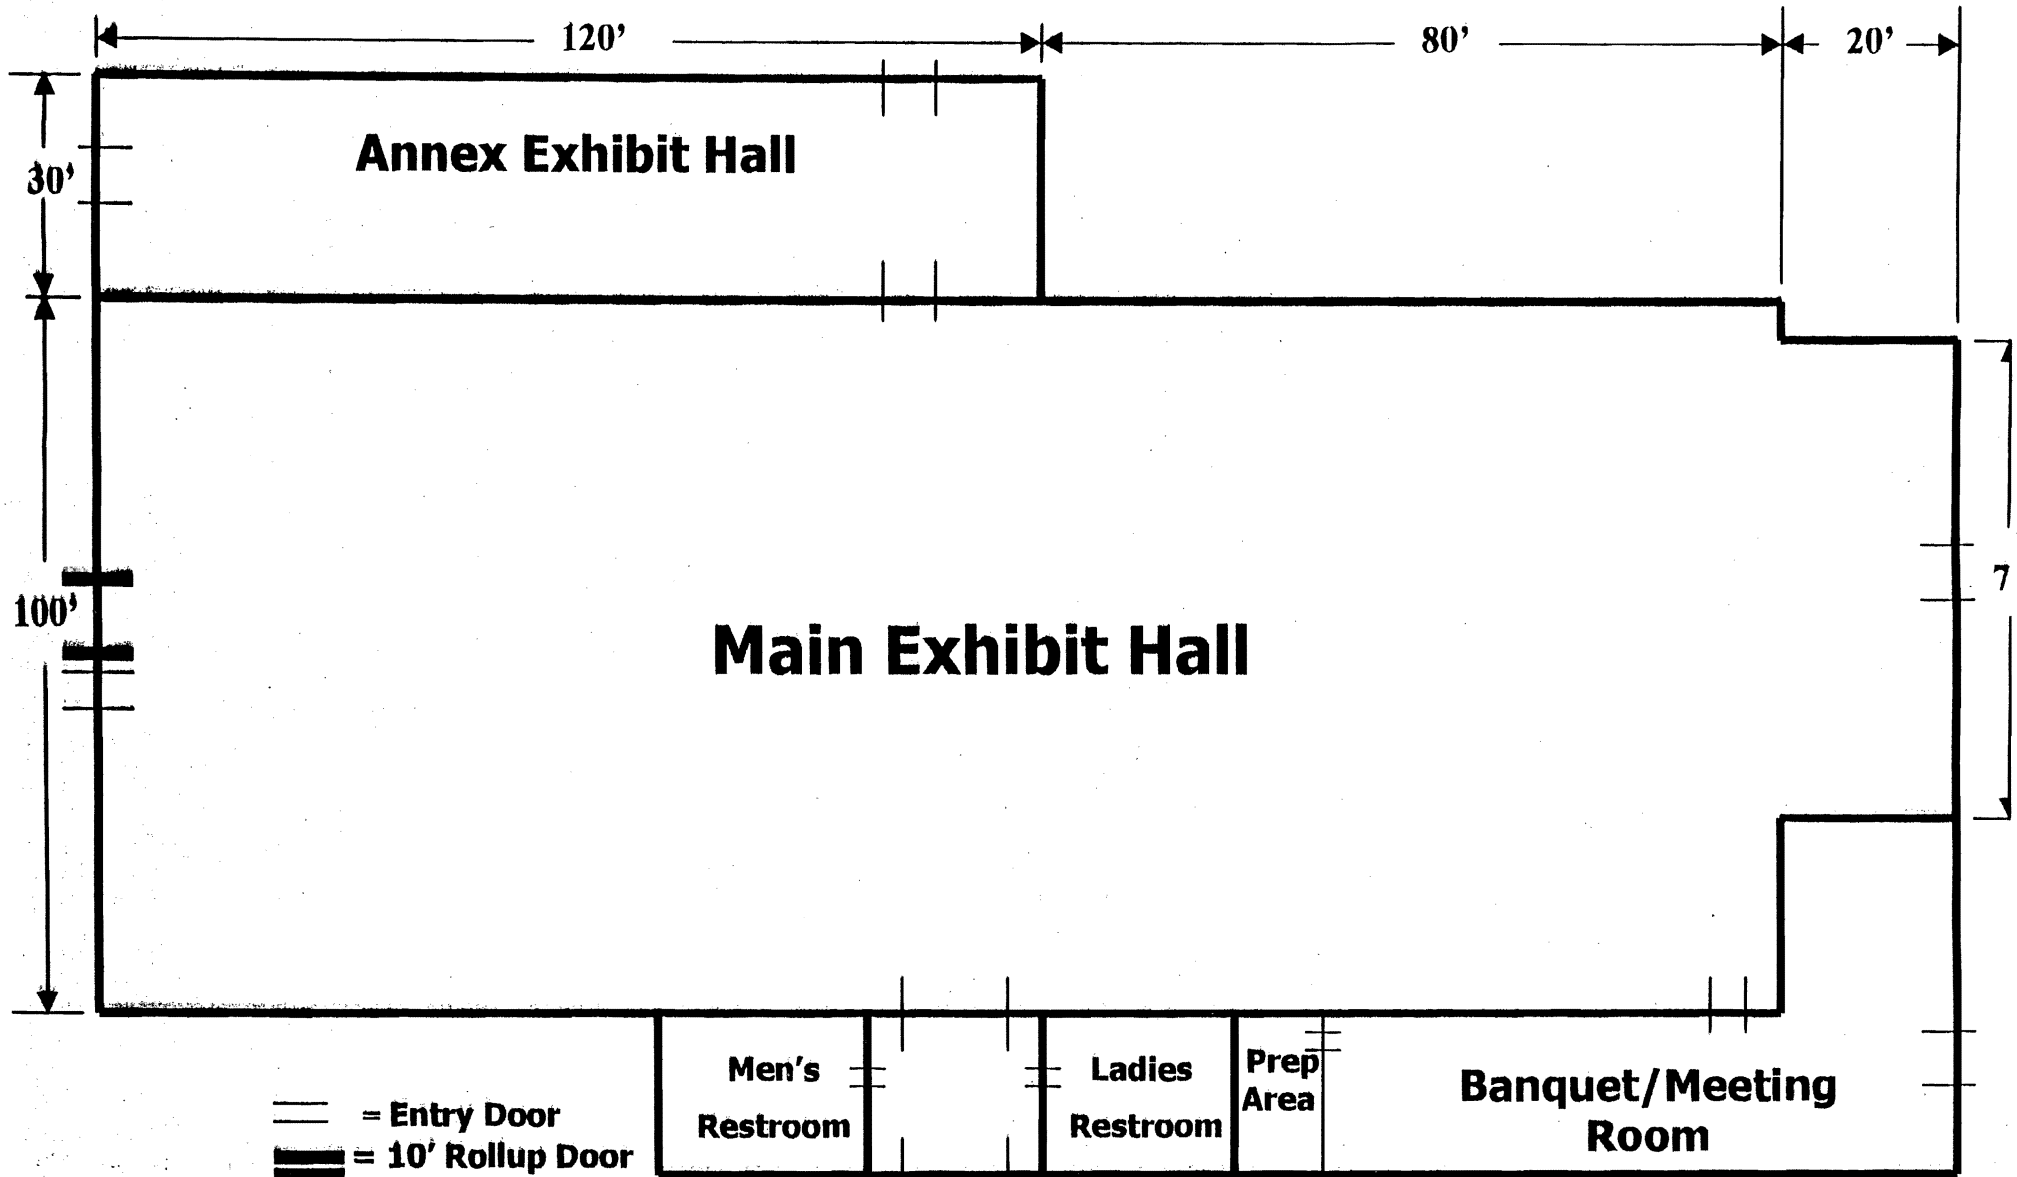 120'
80'
20'
Annex Exhibit Hall
30'
100'
7
Main Exhibit Hall
Men's
Restroom
Ladies
Restroom
Prep
Area
Banquet/Meeting
Room
= Entry Door
= 10' Rollup Door